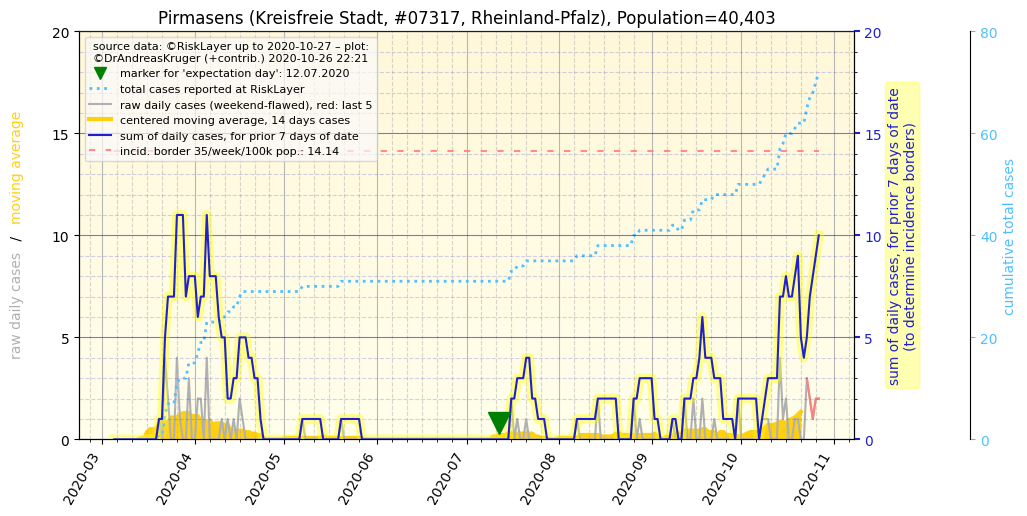 Pirmasens (Kreisfreie Stadt, #07317, Rheinland-Pfalz), Population=40,403
source data: ©RiskLayer up to 2020-10-27 – plot:
©DrAndreasKruger (+contrib.) 2020-10-26 22:21
marker for 'expectation day': 12.07.2020
total cases reported at RiskLayer
raw daily cases (weekend-flawed), red: last 5
centered moving average, 14 days cases
sum of daily cases, for prior 7 days of date
incid. border 35/week/100k pop.: 14.14
raw daily cases / moving average
20
15
10
5
0
20
15
10
5
0
sum of daily cases, for prior 7 days of date
(to determine, incidence borders)
80
60
40
20
0
cumulative total cases
2020-03
2020-04
2020-05
2020-06
2020-07
2020-08
2020-09
2020-10
2020-11